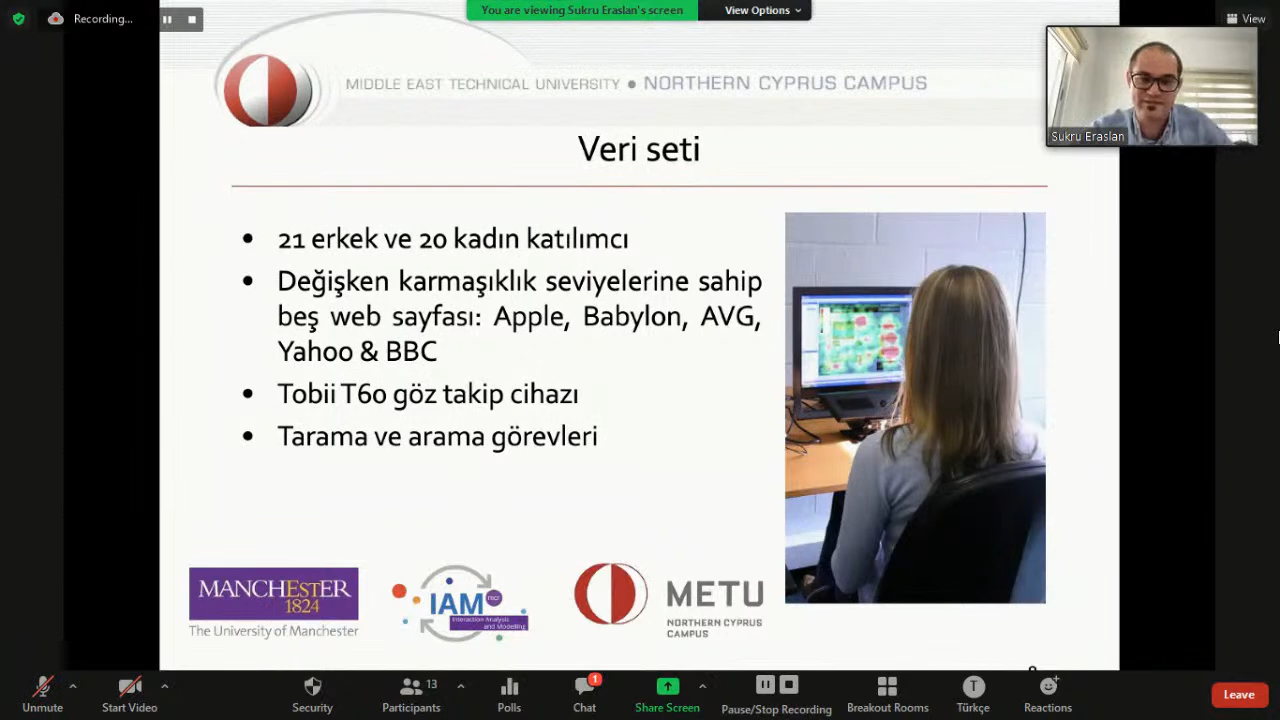 Recording...
You are viewing Sukru Eraslan's screen
View Options
View
MIDDLE EAST TECHNICAL UNIVERSITY ● NORTHERN CYPRUS CAMPUS
Sukru Eraslan
Veri seti
• 21 erkek ve 20 kadın katılımcı
• Değişken karmaşıklık seviyelerine sahip
beş web sayfası: Apple, Babylon, AVG,
Yahoo & BBC
• Tobii T60 göz takip cihazı
• Tarama ve arama görevleri
MANCHESTER
1824
The University of Manchester
IAM
Interaction Analysis
and Modelling
METU
NORTHERN CYPRUS
CAMPUS
Unmute
Start Video
Security
13
Participants
Polls
1
Chat
Share Screen
Pause/Stop Recording
Breakout Rooms
Türkçe
Reactions
Leave